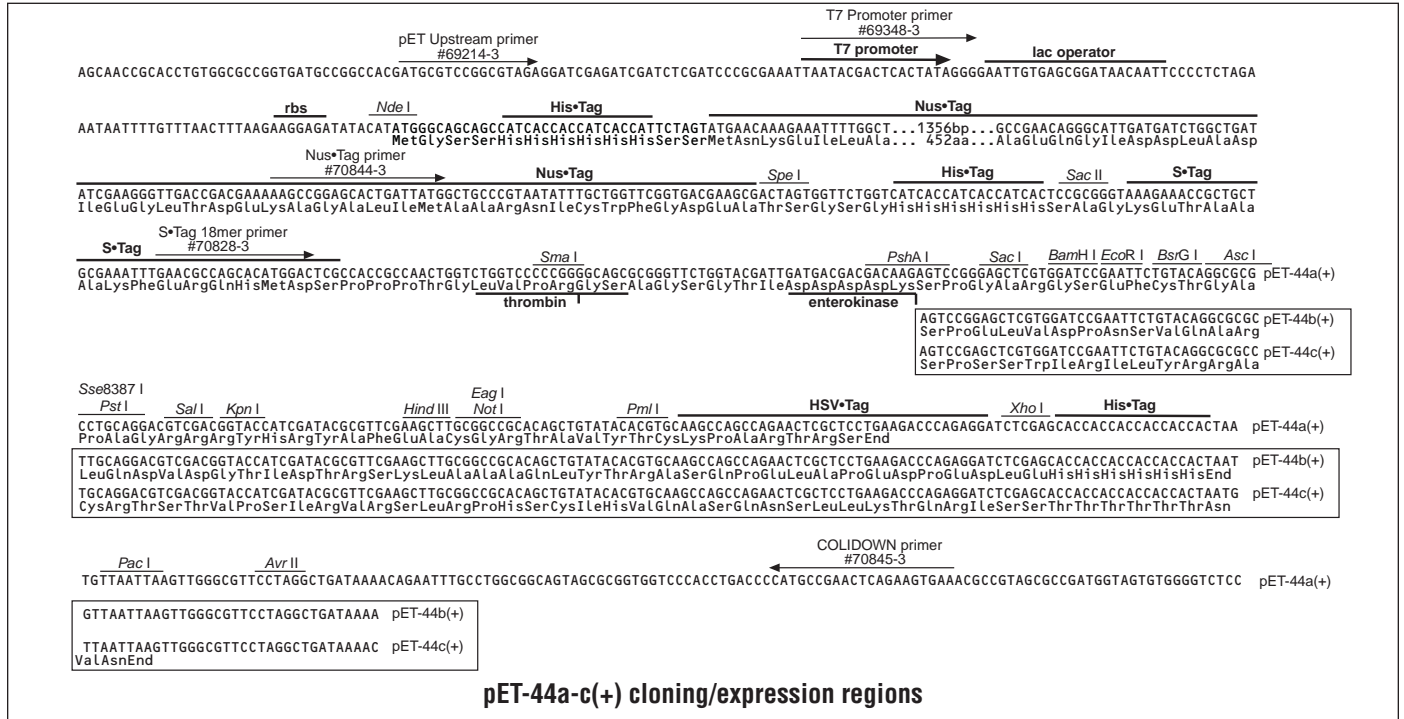 T7 Promoter primer
#69348-3
pET Upstream primer
#69214-3
T7 promoter
lac operator
AGCAACCGCACCTGTGGCGCCGGTGATGCCGGCCACGATGCGTCCGGCGTAGAGGATCGAGATCGATCTCGATCCCGCGAAATTAATACGACTCACTATAGGGGAATTGTGAGCGGATAACAATTCCCCTCTAGA
rbs
Nde I
His•Tag
Nus•Tag
AATAATTTTGTTTAACTTTAAGAAGGAGATATACATATGGGCAGCAGCCATCACCACCATCACCATTCTAGTATGAACAAAGAAATTTTGGCT...1356bp...GCCGAACAGGGCATTGATGATCTGGCTGAT
MetGlySerSerHisHisHisHisHisHisSerSerMetAsnLysGluIleLeuAla... 452aa...AlaGluGlnGlyIleAspAspLeuAlaAsp
Nus•Tag primer
#70844-3
Nus•Tag
Spe I
His•Tag
Sac II
S•Tag
ATCGAAGGGTTGACCGACGAAAAAGCCGGAGCACTGATTATGGCTGCCCGTAATATTTGCTGGTTCGGTGACGAAGCGACTAGTGGTTCTGGTCATCACCATCACCATCACTCCGCGGGTAAAGAAACCGCTGCT
IleGluGlyLeuThrAspGluLysAlaGlyAlaLeuIleMetAlaAlaArgAsnIleCysTrpPheGlyAspGluAlaThrSerGlySerGlyHisHisHisHisHisHisSerAlaGlyLysGluThrAlaAla
S•Tag
S•Tag 18mer primer
#70828-3
Sma I
PshA I
Sac I
BamH I
EcoR I
BsrG I
Asc I
GCGAAATTTGAACGCCAGCACATGGACTCGCCACCGCCAACTGGTCTGGTCCCCCGGGGCAGCGCGGGTTCTGGTACGATTGATGACGACGACAAGAGTCCGGGAGCTCGTGGATCCGAATTCTGTACAGGCGCG pET-44a(+)
AlaLysPheGluArgGlnHisMetAspSerProProProThrGlyLeuValProArgGlySerAlaGlySerGlyThrIleAspAspAspAspLysSerProGlyAlaArgGlySerGluPheCysThrGlyAla
thrombin
enterokinase
AGTCCGGAGCTCGTGGATCCGAATTCTGTACAGGCGCGC pET-44b(+)
SerProGluLeuValAspProAsnSerValGlnAlaArg
AGTCCGAGCTCGTGGATCCGAATTCTGTACAGGCGCGCC pET-44c(+)
SerProSerSerTrpIleArgIleLeuTyrArgArgAla
Sse8387 I
Pst I
Sal I
Kpn I
Hind III
Eag I
Not I
Pml I
HSV•Tag
Xho I
His•Tag
CCTGCAGGACGTCGACGGTACCATCGATACGCGTTCGAAGCTTGCGGCCGCACAGCTGTATACACGTGCAAGCCAGCCAGAACTCGCTCCTGAAGACCCAGAGGATCTCGAGCACCACCACCACCACCACTAA pET-44a(+)
ProAlaGlyArgArgArgTyrHisArgTyrAlaPheGluAlaCysGlyArgThrAlaValTyrThrCysLysProAlaArgThrArgSerEnd
TTGCAGGACGTCGACGGTACCATCGATACGCGTTCGAAGCTTGCGGCCGCACAGCTGTATACACGTGCAAGCCAGCCAGAACTCGCTCCTGAAGACCCAGAGGATCTCGAGCACCACCACCACCACCACTAAT pET-44b(+)
LeuGlnAspValAspGlyThrIleAspThrArgSerLysLeuAlaAlaAlaGlnLeuTyrThrArgAlaSerGlnProGluLeuAlaProGluAspProGluAspLeuGluHisHisHisHisHisHisEnd
TGCAGGACGTCGACGGTACCATCGATACGCGTTCGAAGCTTGCGGCCGCACAGCTGTATACACGTGCAAGCCAGCCAGAACTCGCTCCTGAAGACCCAGAGGATCTCGAGCACCACCACCACCACCACTAATG pET-44c(+)
CysArgThrSerThrValProSerIleArgValArgSerLeuArgProHisSerCysIleHisValGlnAlaSerGlnAsnSerLeuLeuLysThrGlnArgIleSerSerThrThrThrThrThrThrAsn
Pac I
Avr II
COLIDOWN primer
#70845-3
TGTTAATTAAGTTGGGCGTTCCTAGGCTGATAAAACAGAATTTGCCTGGCGGCAGTAGCGCGGTGGTCCCACCTGACCCCATGCCGAACTCAGAAGTGAAACGCCGTAGCGCCGATGGTAGTGTGGGGTCTCC pET-44a(+)
GTTAATTAAGTTGGGCGTTCCTAGGCTGATAAAA pET-44b(+)
TTAATTAAGTTGGGCGTTCCTAGGCTGATAAAAC pET-44c(+)
ValAsnEnd
pET-44a-c(+) cloning/expression regions